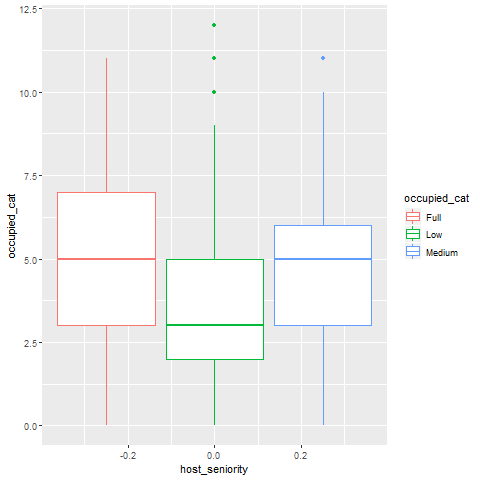 12.5
10.0
7.5
5.0
2.5
0.0
occupied_cat
-0.2
0.0
0.2
host_seniority
occupied_cat
Full
Low
Medium